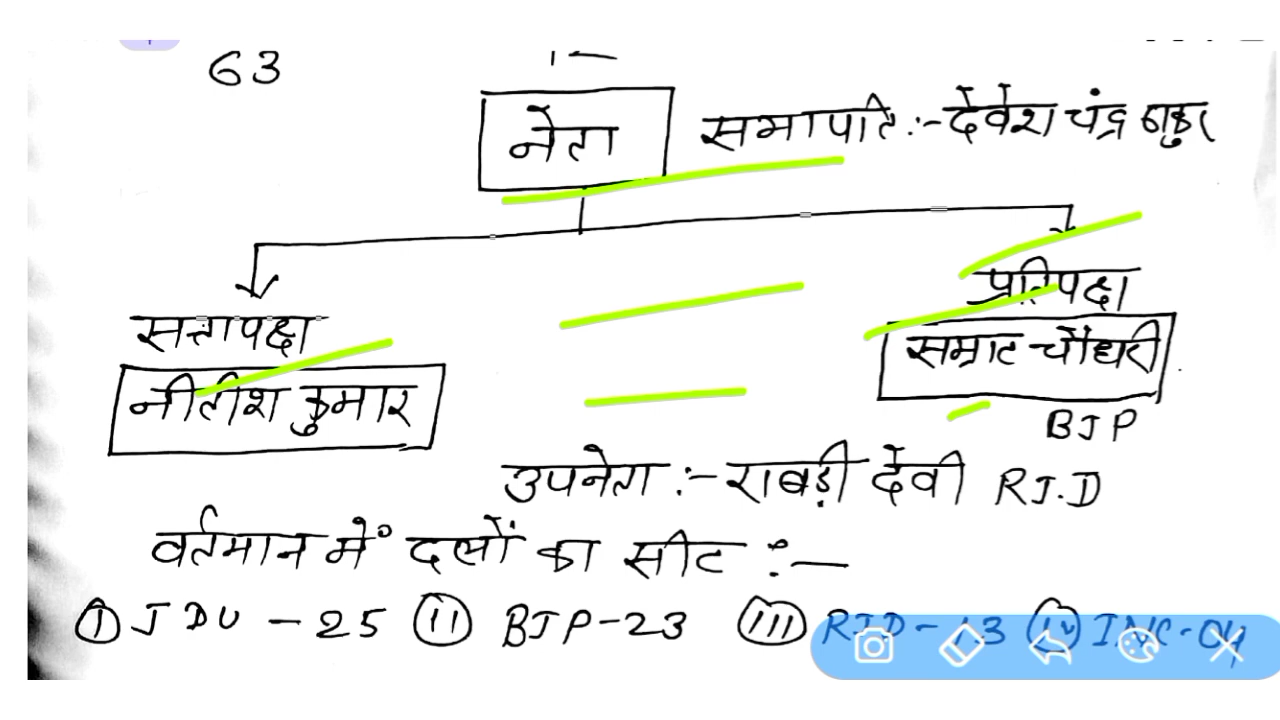 63
नेता सभापति :- देवेश चंद्र ठाकुर
सत्तापक्ष प्रतिपक्ष
नीतीश कुमार सम्राट चौधरी
BJP
उपनेता :- राबड़ी देवी RJ.D
वर्तमान में दलों का सीट :-
(I) JDU - 25 (II) BJP-23 (III) RJD-13 (IV) INC-04